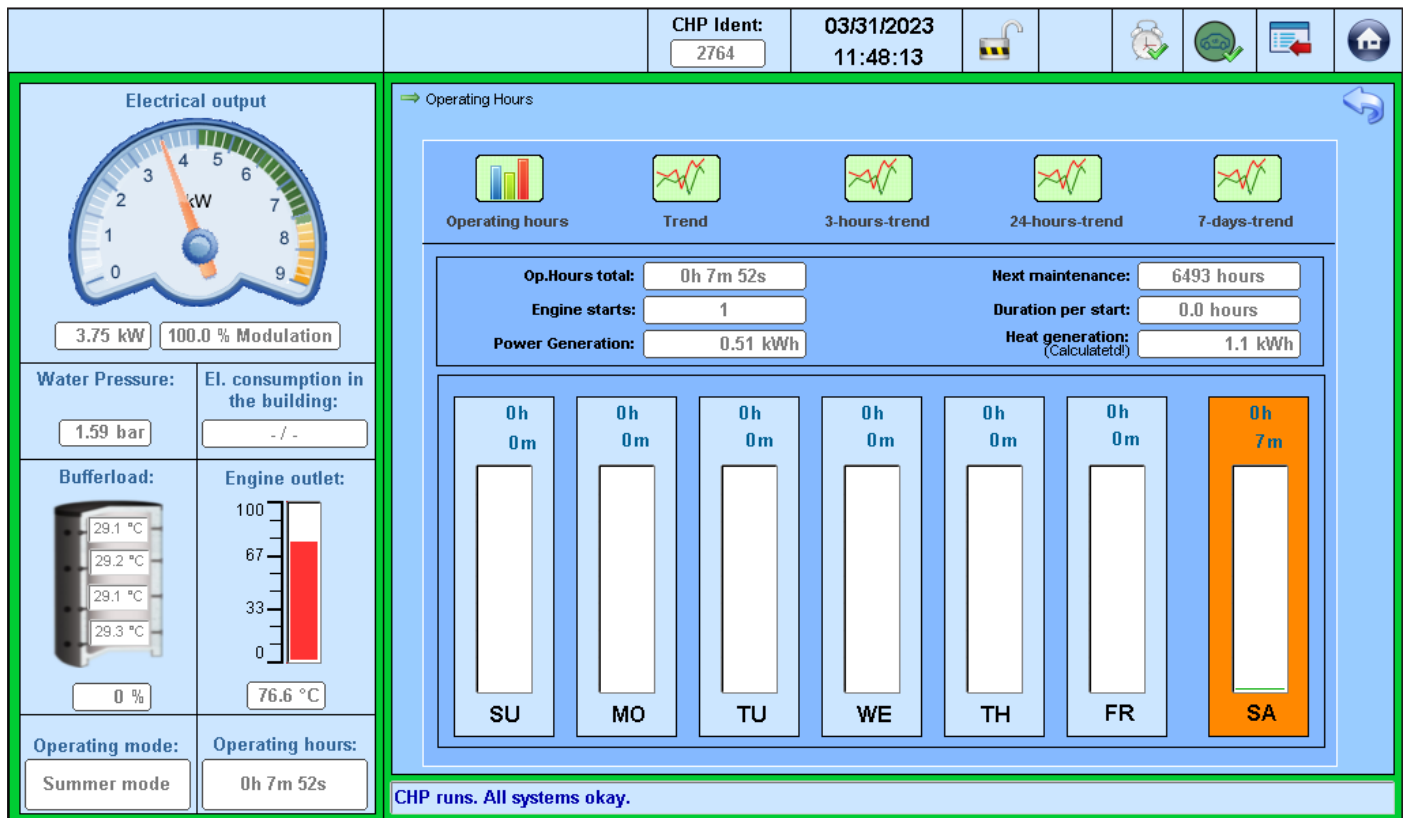 CHP Ident:
2764
03/31/2023
11:48:13
Electrical output
0 1 2 3 4 5 6 7 8 9
kW
3.75 kW
100.0 % Modulation
Water Pressure:
1.59 bar
El. consumption in
the building:
- / -
Bufferload:
29.1 °C
29.2 °C
29.1 °C
29.3 °C
0 %
Engine outlet:
100
67
33
0
76.6 °C
Operating mode:
Summer mode
Operating hours:
0h 7m 52s
Operating Hours
Operating hours
Trend
3-hours-trend
24-hours-trend
7-days-trend
Op.Hours total:
0h 7m 52s
Next maintenance:
6493 hours
Engine starts:
1
Duration per start:
0.0 hours
Power Generation:
0.51 kWh
Heat generation:
(Calculatetd!)
1.1 kWh
0h 0h 0h 0h 0h 0h 0h
0m 0m 0m 0m 0m 0m 7m
SU MO TU WE TH FR SA
CHP runs. All systems okay.